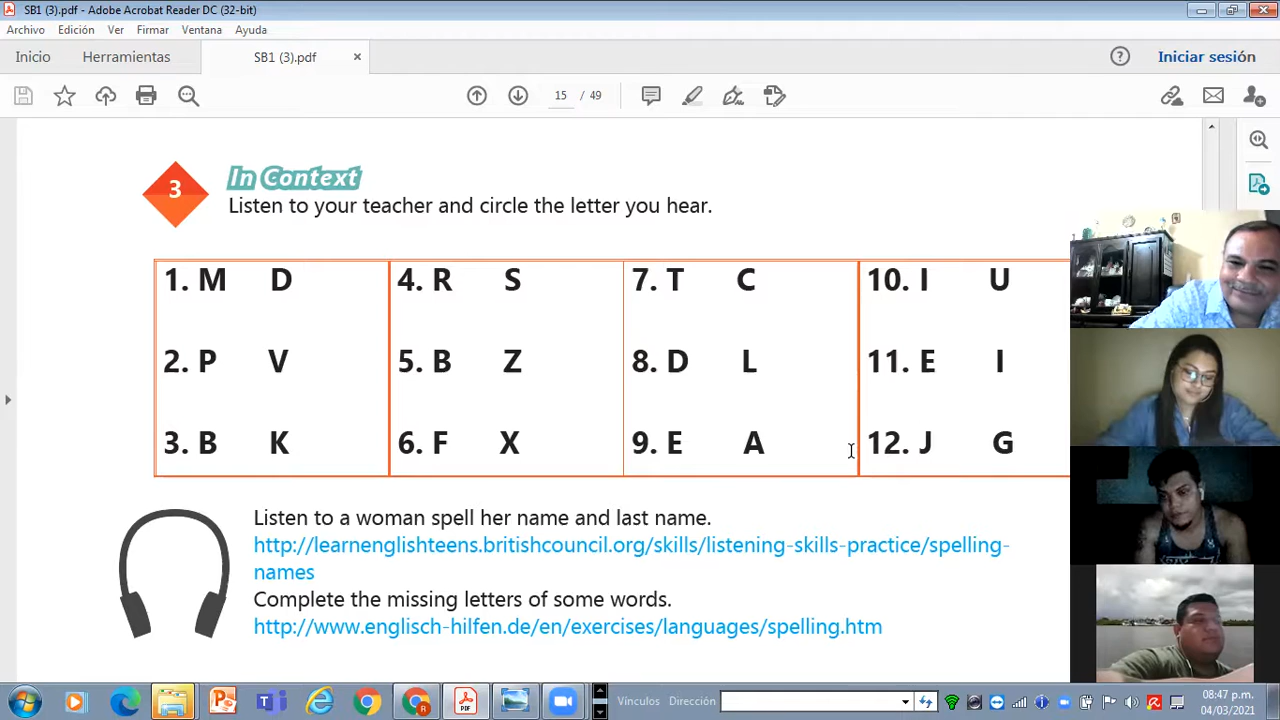 SB1 (3).pdf - Adobe Acrobat Reader DC (32-bit)
Archivo Edición Ver Firmar Ventana Ayuda
Inicio Herramientas SB1 (3).pdf × Iniciar sesión
15 / 49
3 In Context
Listen to your teacher and circle the letter you hear.
1. M D 4. R S 7. T C 10. I U
2. P V 5. B Z 8. D L 11. E I
3. B K 6. F X 9. E A 12. J G
Listen to a woman spell her name and last name.
http://learnenglishteens.britishcouncil.org/skills/listening-skills-practice/spelling-
names
Complete the missing letters of some words.
http://www.englisch-hilfen.de/en/exercises/languages/spelling.htm
Vínculos Dirección 08:47 p.m.
04/03/2021